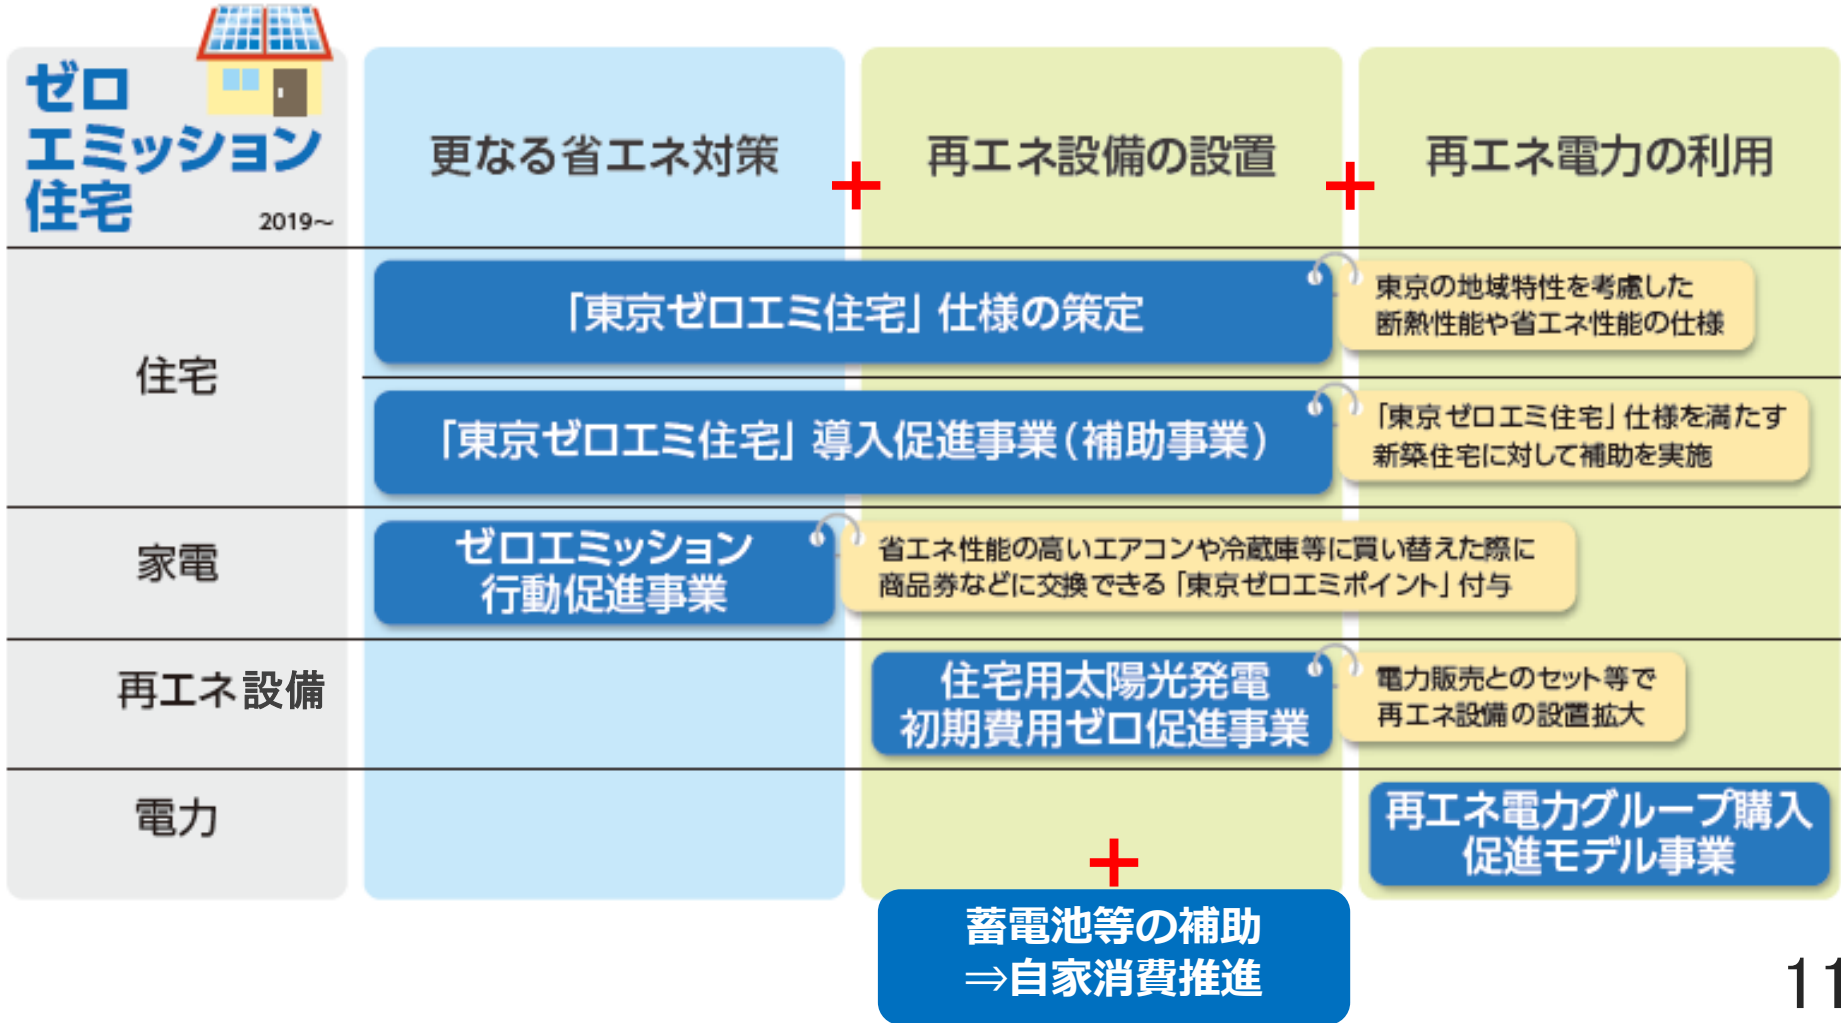 ゼロ
エミッション
住宅
2019～
更なる省エネ対策
+
再エネ設備の設置
+
再エネ電力の利用
住宅
「東京ゼロエミ住宅」仕様の策定
東京の地域特性を考慮した
断熱性能や省エネ性能の仕様
「東京ゼロエミ住宅」導入促進事業(補助事業)
「東京ゼロエミ住宅」仕様を満たす
新築住宅に対して補助を実施
家電
ゼロエミッション
行動促進事業
省エネ性能の高いエアコンや冷蔵庫等に買い替えた際に
商品券などに交換できる「東京ゼロエミポイント」付与
再エネ設備
住宅用太陽光発電
初期費用ゼロ促進事業
電力販売とのセット等で
再エネ設備の設置拡大
電力
再エネ電力グループ購入
促進モデル事業
+
蓄電池等の補助
⇒自家消費推進
11